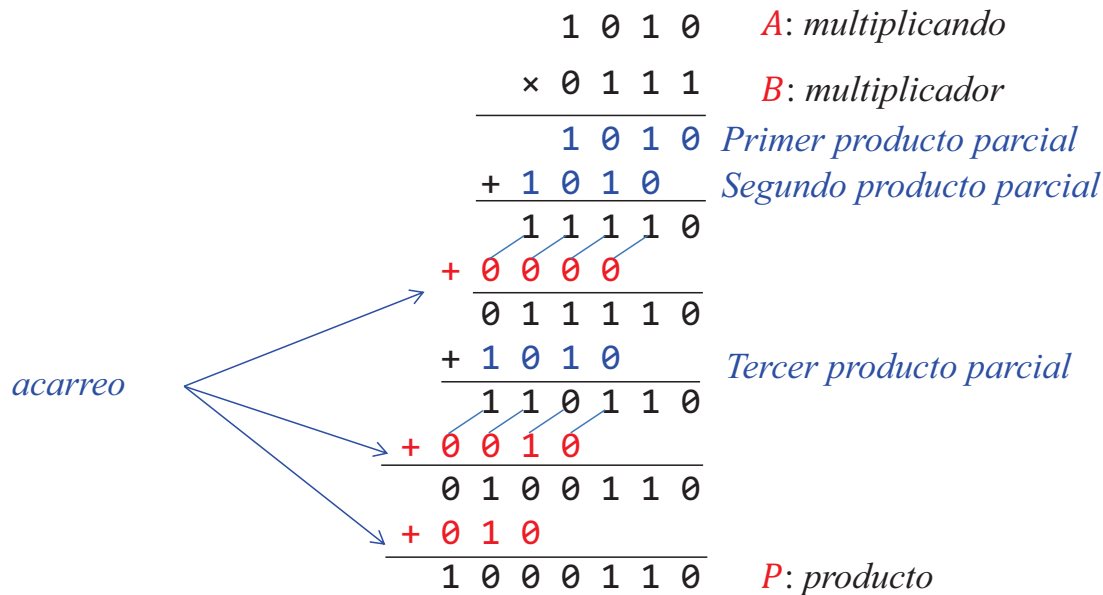 1 0 1 0 A: multiplicando
× 0 1 1 1 B: multiplicador
1 0 1 0 Primer producto parcial
+ 1 0 1 0 Segundo producto parcial
1 1 1 1 0
+ 0 0 0 0
0 1 1 1 1 0
+ 1 0 1 0 Tercer producto parcial
acarreo
1 1 0 1 1 0
+ 0 0 1 0
0 1 0 0 1 1 0
+ 0 1 0
1 0 0 0 1 1 0 P: producto